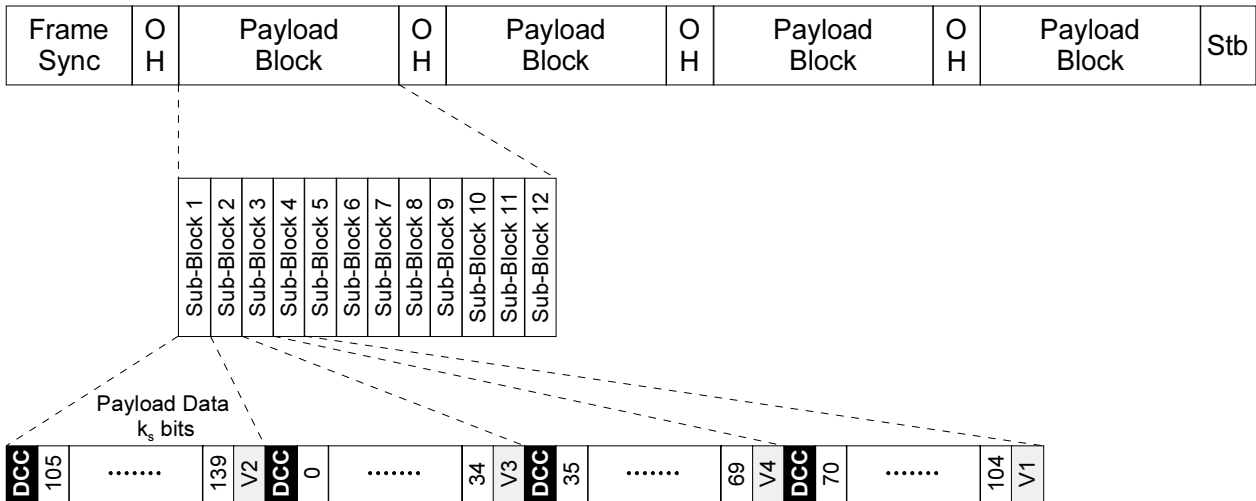 Frame
Sync
O
H
Payload
Block
O
H
Payload
Block
O
H
Payload
Block
O
H
Payload
Block
Stb
Sub-Block 1
Sub-Block 2
Sub-Block 3
Sub-Block 4
Sub-Block 5
Sub-Block 6
Sub-Block 7
Sub-Block 8
Sub-Block 9
Sub-Block 10
Sub-Block 11
Sub-Block 12
Payload Data
ks bits
DCC 105 ....... 139 V2 DCC 0 ....... 34 V3 DCC 35 ....... 69 V4 DCC 70 ....... 104 V1